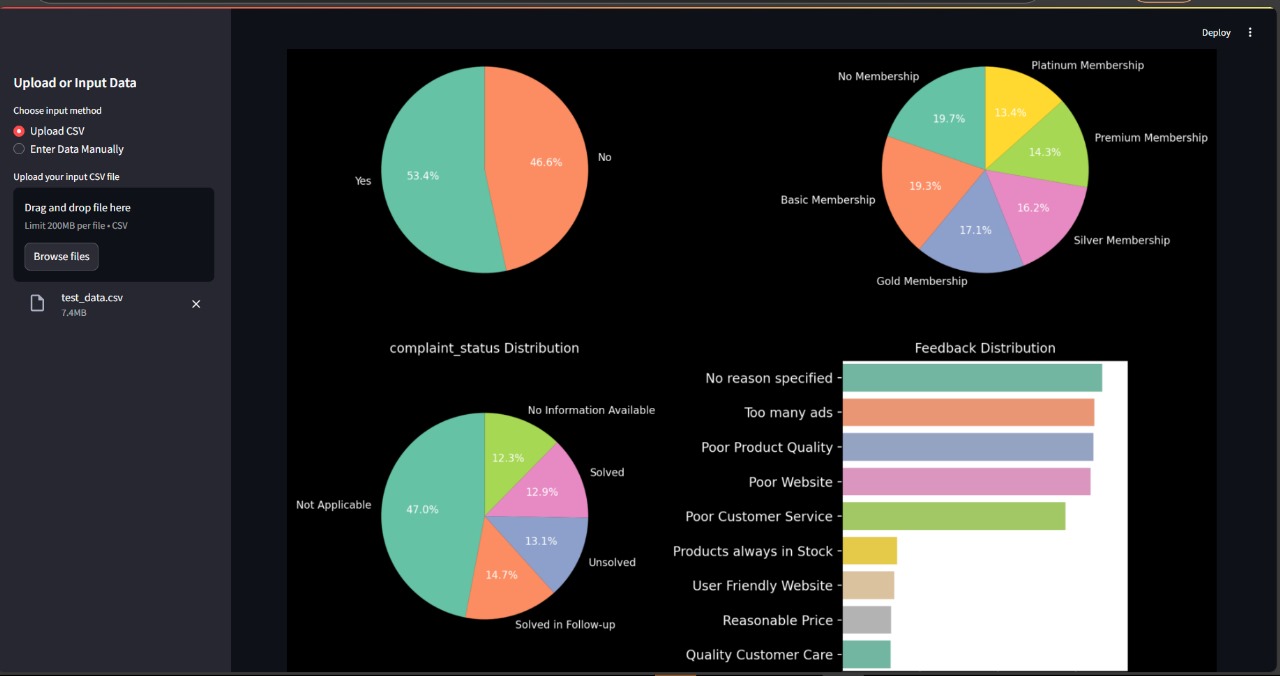 Deploy
Upload or Input Data
Choose input method
Upload CSV
Enter Data Manually
Upload your input CSV file
Drag and drop file here
Limit 200MB per file • CSV
Browse files
test_data.csv
7.4MB
Yes
53.4%
46.6%
No
No Membership
Platinum Membership
19.7%
13.4%
Premium Membership
14.3%
Basic Membership
19.3%
16.2%
17.1%
Silver Membership
Gold Membership
complaint_status Distribution
No Information Available
12.3%
Solved
12.9%
Not Applicable
47.0%
13.1%
Unsolved
14.7%
Solved in Follow-up
Feedback Distribution
No reason specified
Too many ads
Poor Product Quality
Poor Website
Poor Customer Service
Products always in Stock
User Friendly Website
Reasonable Price
Quality Customer Care